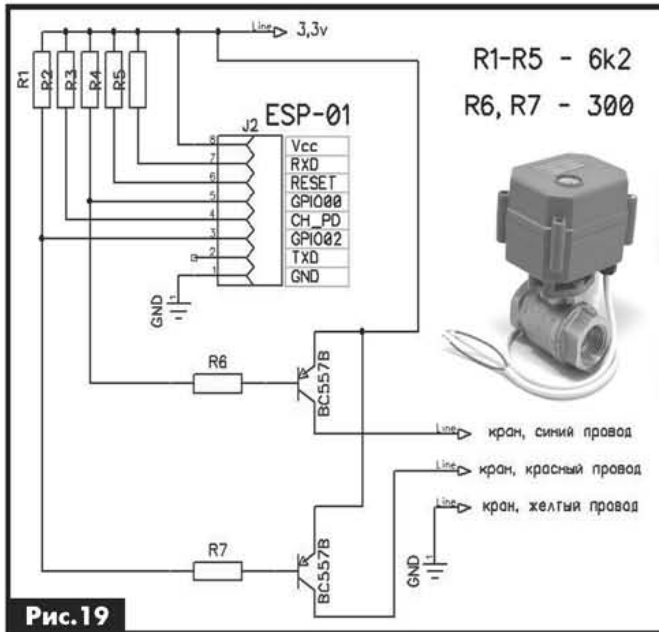 Line 3,3v
R1
R2
R3
R4
R5
R1-R5 - 6k2
R6, R7 - 300
ESP-01
J2
8 Vcc
7 RXD
6 RESET
5 GPIO00
4 CH_PD
3 GPIO02
2 TXD
1 GND
GND 1
R6
BC557B
Line кран, синий провод
Line кран, красный провод
Line кран, желтый провод
GND 1
R7
BC557B
Рис.19